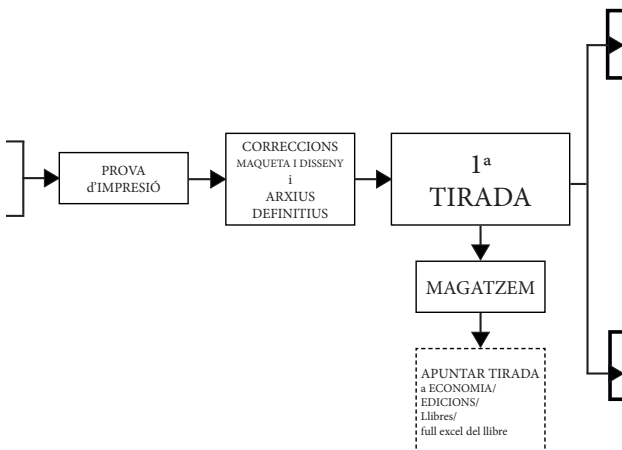 PROVA
d'IMPRESIÓ
CORRECCIONS
MAQUETA I DISSENY
i
ARXIUS
DEFINITIUS
1ª
TIRADA
MAGATZEM
APUNTAR TIRADA
a ECONOMIA/
EDICIONS/
Llibres/
full excel del llibre